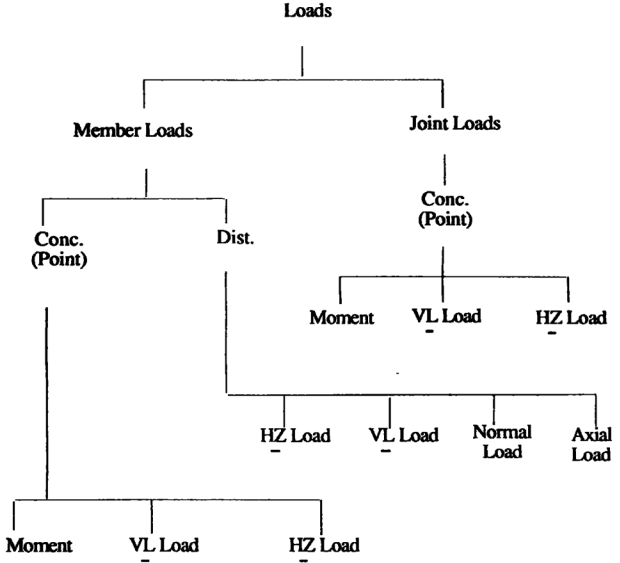 Loads
Member Loads
Joint Loads
Conc.
(Point)
Conc.
(Point)
Dist.
Moment
VL Load
HZ Load
HZ Load
VL Load
Normal
Load
Axial
Load
Moment
VL Load
HZ Load